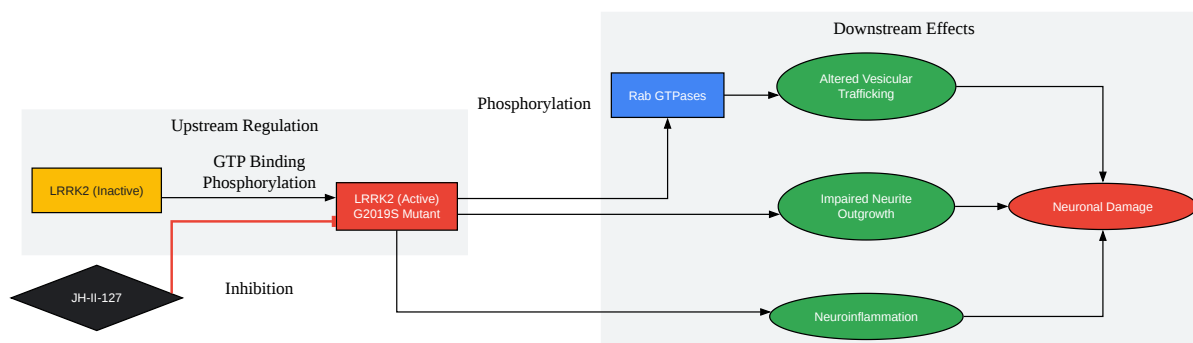 Downstream Effects
Altered Vesicular
Trafficking
Rab GTPases
Phosphorylation
Upstream Regulation
GTP Binding
Phosphorylation
LRRK2 (Inactive)
LRRK2 (Active)
G2019S Mutant
Impaired Neurite
Outgrowth
Neuronal Damage
JH-II-127
Inhibition
Neuroinflammation